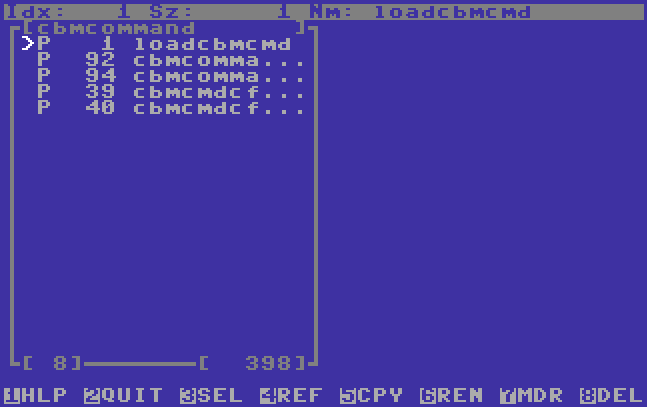 Idx: 1 Sz: 1 Nm: loadcbmcmd
[cbmcommand ]
>P 1 loadcbmcmd
P 92 cbmcomma...
P 94 cbmcomma...
P 39 cbmcmdcf...
P 40 cbmcmdcf...
[ 8] [ 398]
1HLP 2QUIT 3SEL 4REF 5CPY 6REN 7MDR 8DEL